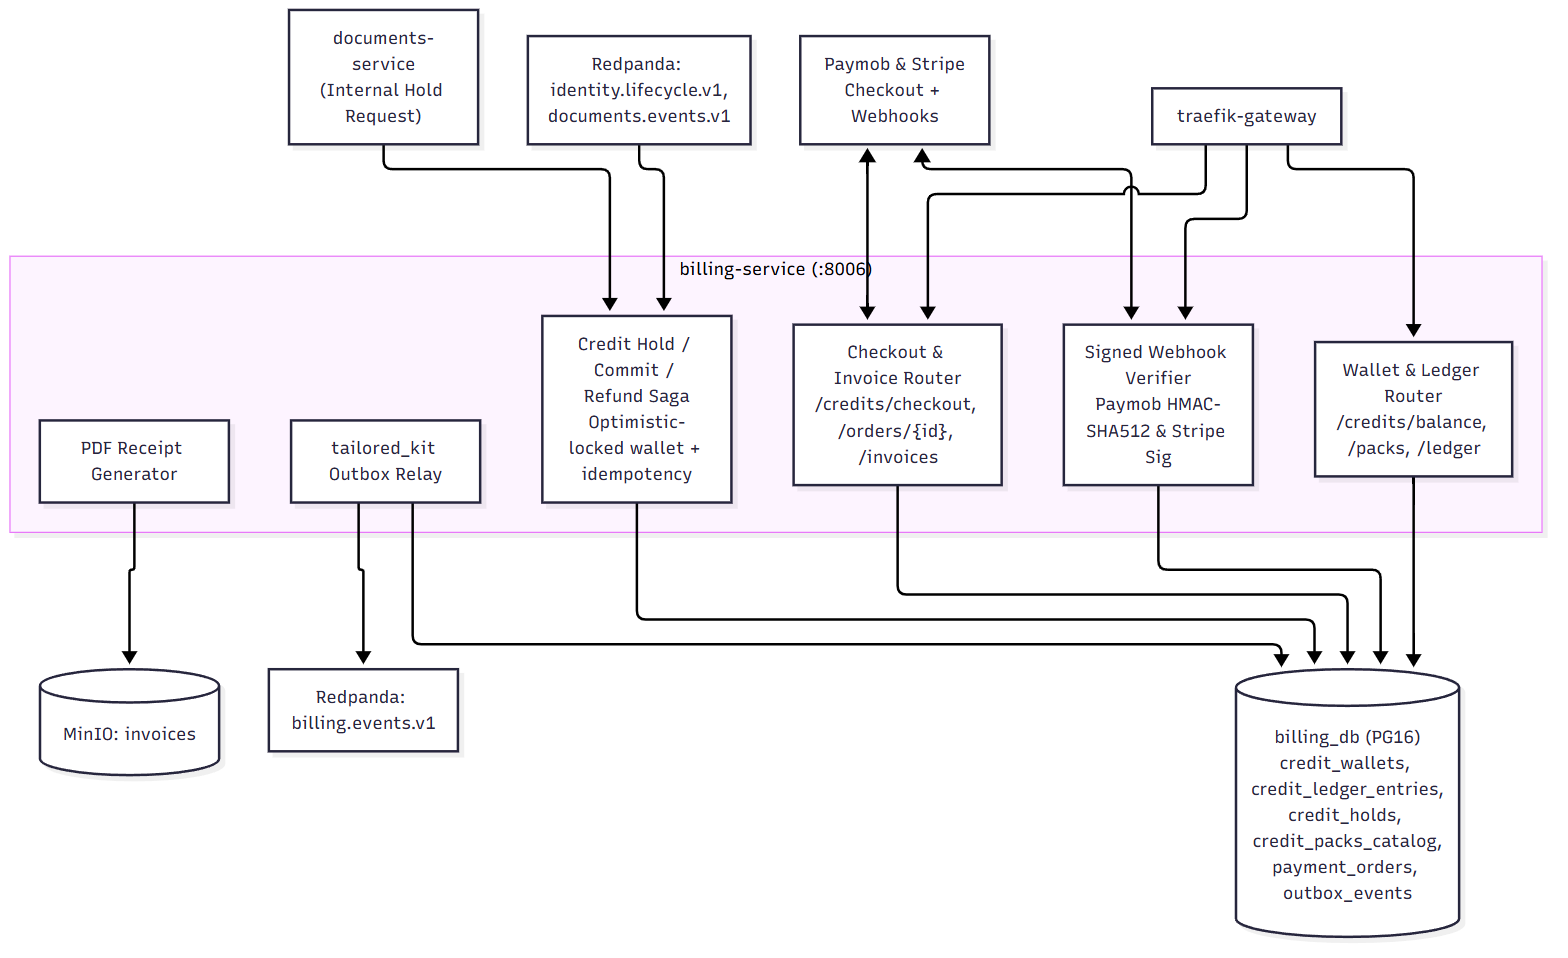 documents-
service
(Internal Hold
Request)
Redpanda:
identity.lifecycle.v1,
documents.events.v1
Paymob & Stripe
Checkout +
Webhooks
traefik-gateway
billing-service (:8006)
PDF Receipt
Generator
tailored_kit
Outbox Relay
Credit Hold /
Commit /
Refund Saga
Optimistic-
locked wallet +
idempotency
Checkout &
Invoice Router
/credits/checkout,
/orders/{id},
/invoices
Signed Webhook
Verifier
Paymob HMAC-
SHA512 & Stripe
Sig
Wallet & Ledger
Router
/credits/balance,
/packs, /ledger
MinIO: invoices
Redpanda:
billing.events.v1
billing_db (PG16)
credit_wallets,
credit_ledger_entries,
credit_holds,
credit_packs_catalog,
payment_orders,
outbox_events